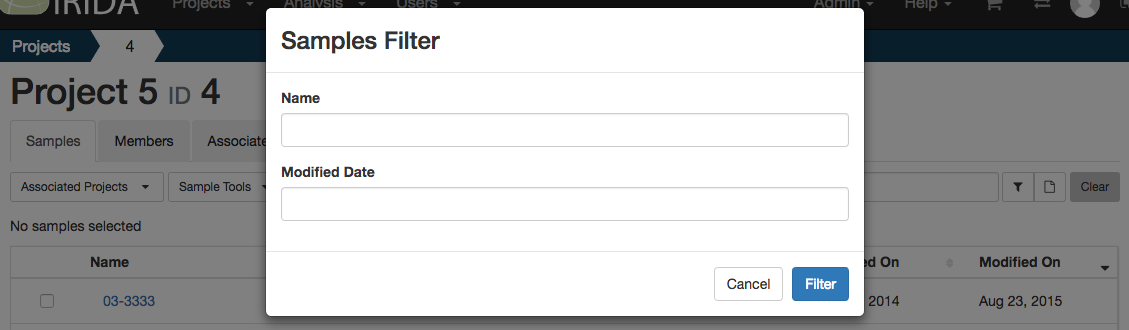 IRIDA Projects Analysis Users Admin Help
Projects 4
Project 5 ID 4
Samples Members Associate
Associated Projects Sample Tools Clear
No samples selected
Name ed On Modified On
03-3333 2014 Aug 23, 2015
Samples Filter
Name
Modified Date
Cancel Filter